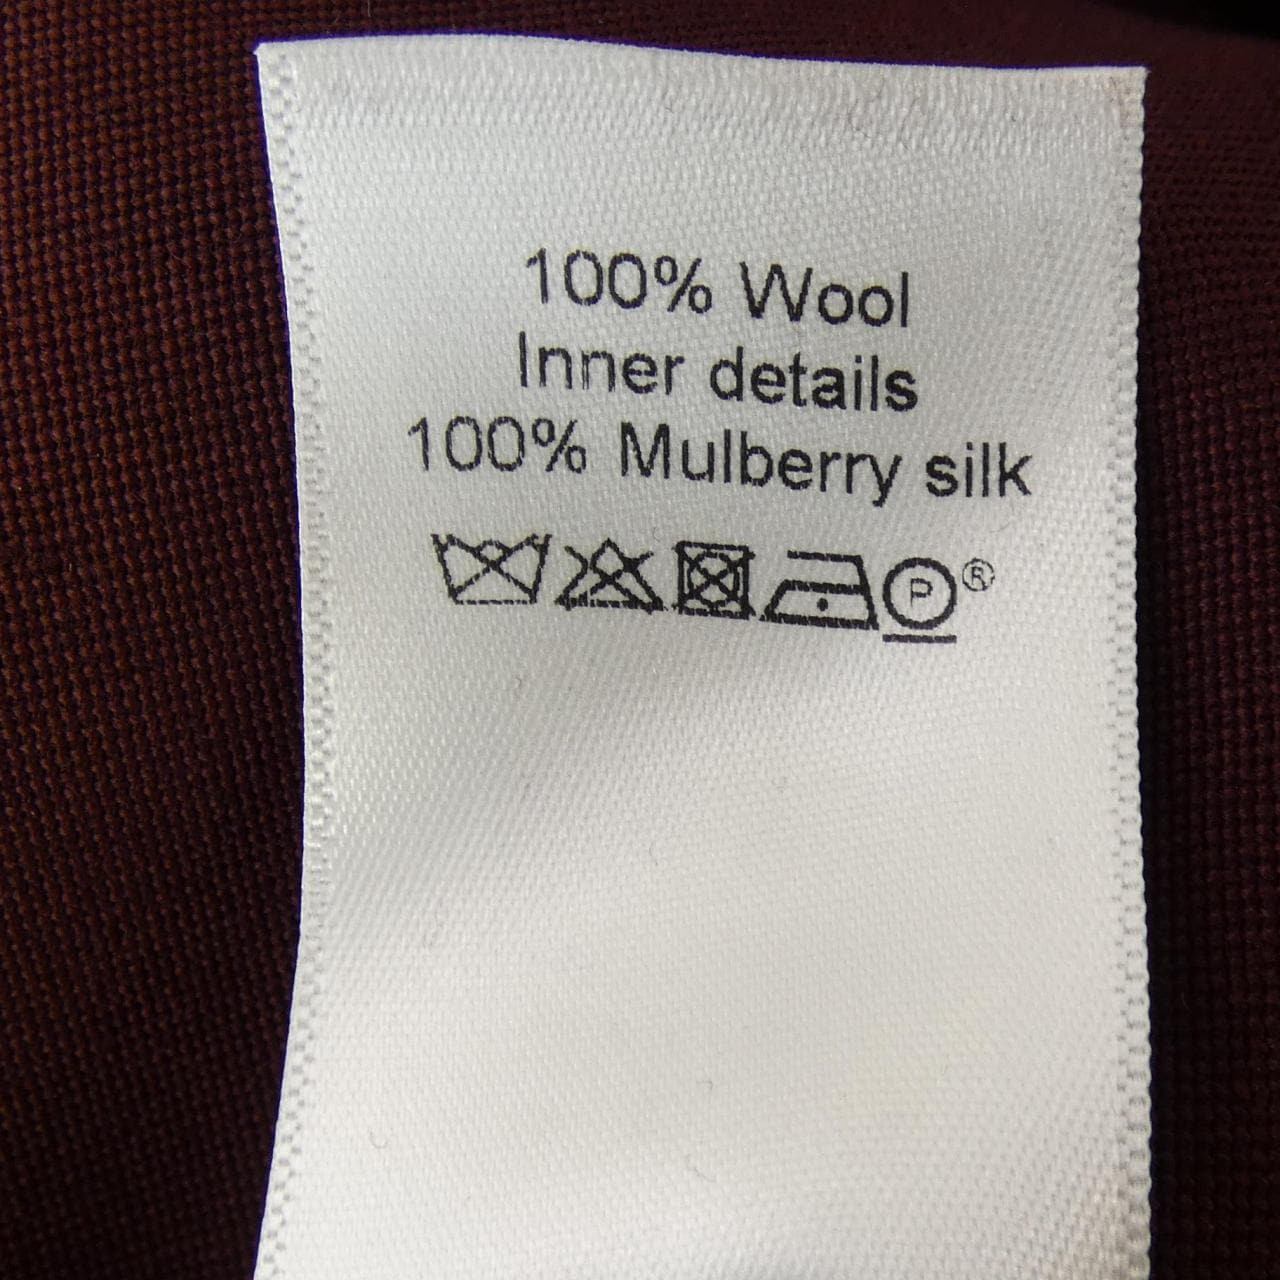 100% Wool
Inner details
100% Mulberry silk
P®